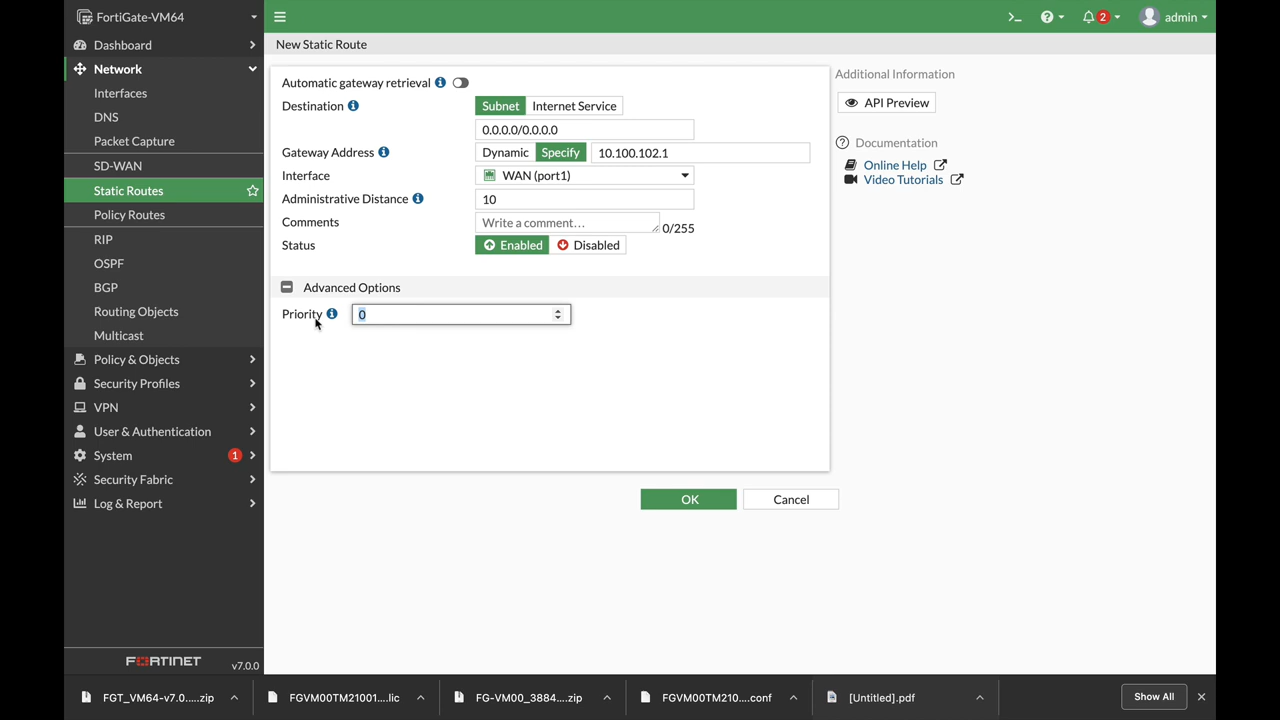 FortiGate-VM64
2
admin
Dashboard
Network
Interfaces
DNS
Packet Capture
SD-WAN
Static Routes
Policy Routes
RIP
OSPF
BGP
Routing Objects
Multicast
Policy & Objects
Security Profiles
VPN
User & Authentication
System 1
Security Fabric
Log & Report
FORTINET v7.0.0
New Static Route
Automatic gateway retrieval
Destination Subnet Internet Service
0.0.0.0/0.0.0.0
Gateway Address Dynamic Specify 10.100.102.1
Interface WAN (port1)
Administrative Distance 10
Comments Write a comment... 0/255
Status Enabled Disabled
Advanced Options
Priority 0
OK Cancel
Additional Information
API Preview
Documentation
Online Help
Video Tutorials
FGT_VM64-v7.0.....zip FGVM00TM21001....lic FG-VM00_3884....zip FGVM00TM210....conf [Untitled].pdf Show All